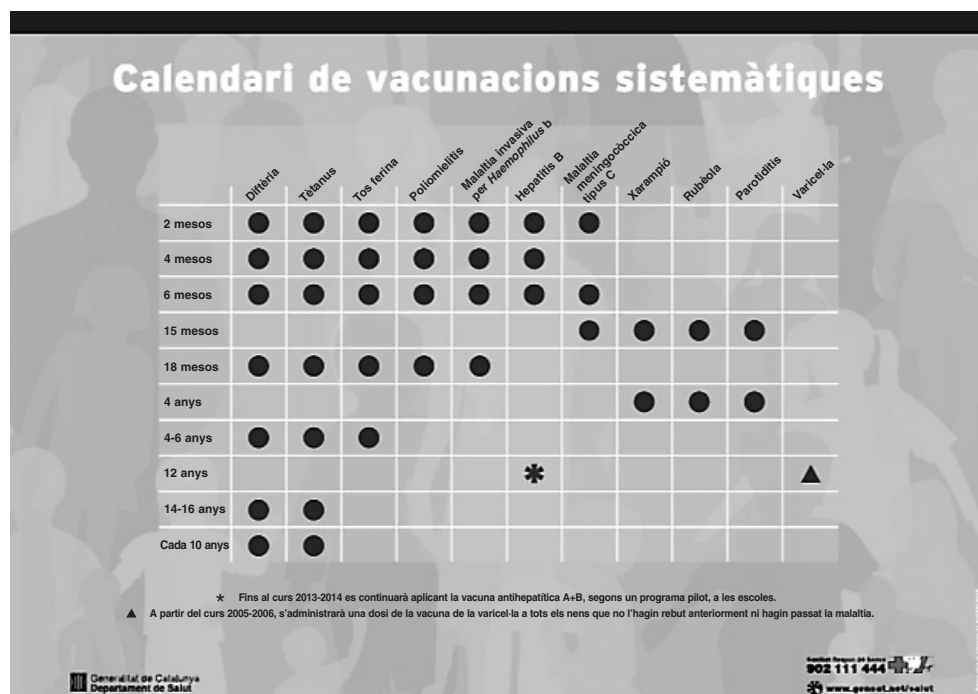 Calendari de vacunacions sistemàtiques
Diftèria
Tètanus
Tos ferina
Poliomielitis
Malaltia invasiva
per Haemophilus b
Hepatitis B
Malaltia
meningocòccica
tipus C
Xarampió
Rubèola
Parotiditis
Varicel·la
2 mesos
4 mesos
6 mesos
15 mesos
18 mesos
4 anys
4-6 anys
12 anys
14-16 anys
Cada 10 anys
* Fins al curs 2013-2014 es continuarà aplicant la vacuna antihepatítica A+B, segons un programa pilot, a les escoles.
▲ A partir del curs 2005-2006, s'administrarà una dosi de la vacuna de la varicel·la a tots els nens que no l'hagin rebut anteriorment ni hagin passat la malaltia.
Generalitat de Catalunya
Departament de Salut
902 111 444
www.gencat.net/salut